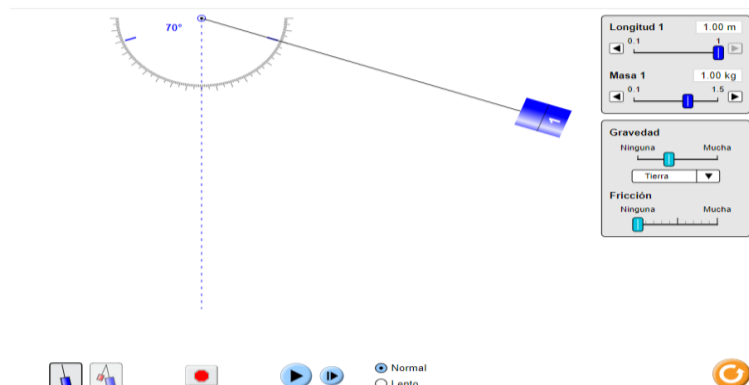 70°
1
Longitud 1 1.00 m
0.1 1
Masa 1 1.00 kg
0.1 1.5
Gravedad
Ninguna Mucha
Tierra
Fricción
Ninguna Mucha
Normal
Lento